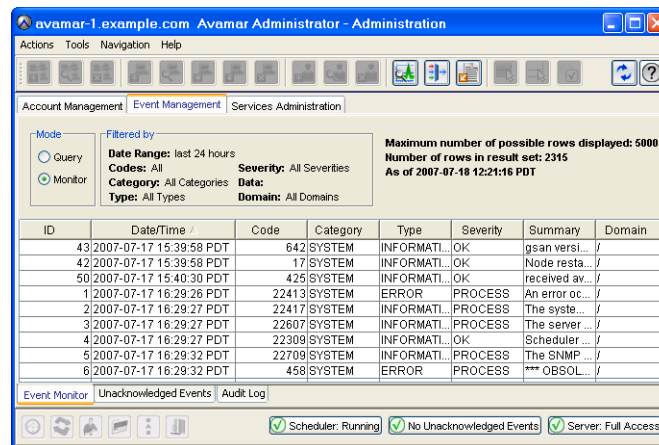 avamar-1.example.com Avamar Administrator - Administration
Actions Tools Navigation Help
Account Management Event Management Services Administration
Mode
Query
Monitor
Filtered by
Date Range: last 24 hours
Codes: All Severity: All Severities
Category: All Categories Data:
Type: All Types Domain: All Domains
Maximum number of possible rows displayed: 5000
Number of rows in result set: 2315
As of 2007-07-18 12:21:16 PDT
ID Date/Time Code Category Type Severity Summary Domain
43 2007-07-17 15:39:58 PDT 642 SYSTEM INFORMATI... OK gsan versi... /
42 2007-07-17 15:39:58 PDT 17 SYSTEM INFORMATI... OK Node resta... /
50 2007-07-17 15:40:30 PDT 425 SYSTEM INFORMATI... OK received av... /
1 2007-07-17 16:29:26 PDT 22413 SYSTEM ERROR PROCESS An error oc... /
2 2007-07-17 16:29:27 PDT 22417 SYSTEM INFORMATI... PROCESS The syste... /
3 2007-07-17 16:29:27 PDT 22607 SYSTEM INFORMATI... PROCESS The server ... /
4 2007-07-17 16:29:27 PDT 22309 SYSTEM INFORMATI... OK Scheduler ... /
5 2007-07-17 16:29:32 PDT 22709 SYSTEM INFORMATI... PROCESS The SNMP ... /
6 2007-07-17 16:29:32 PDT 458 SYSTEM ERROR PROCESS *** OBSOL... /
Event Monitor Unacknowledged Events Audit Log
Scheduler: Running No Unacknowledged Events Server: Full Access